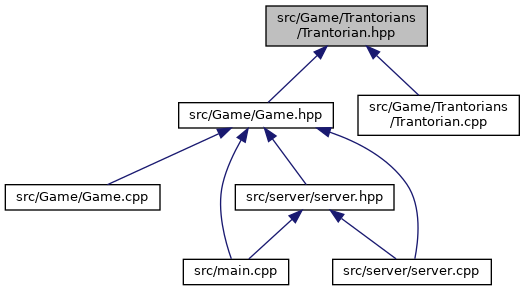 src/Game/Trantorians
/Trantorian.hpp
src/Game/Game.hpp
src/Game/Trantorians
/Trantorian.cpp
src/Game/Game.cpp
src/server/server.hpp
src/main.cpp
src/server/server.cpp